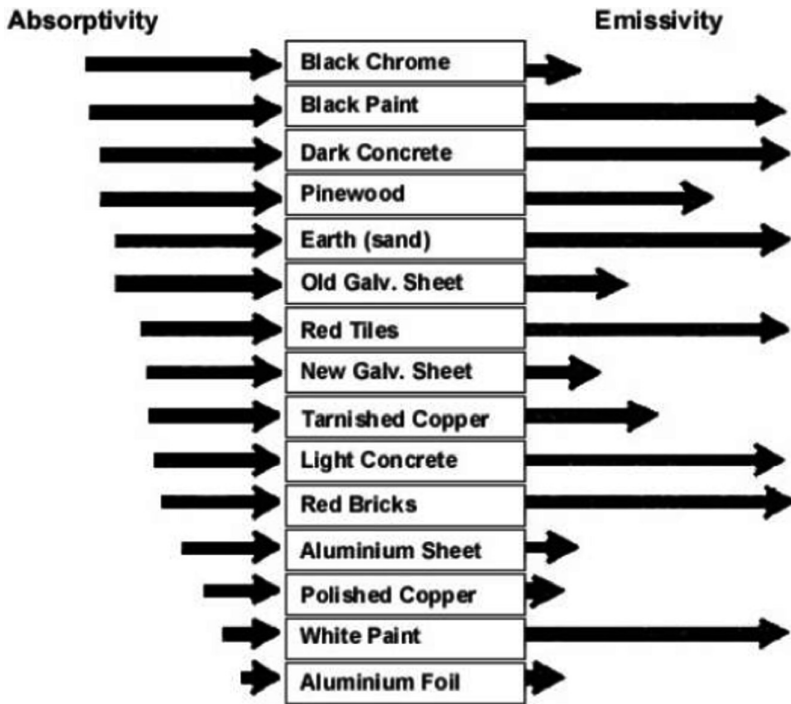 Absorptivity
Emissivity
Black Chrome
Black Paint
Dark Concrete
Pinewood
Earth (sand)
Old Galv. Sheet
Red Tiles
New Galv. Sheet
Tarnished Copper
Light Concrete
Red Bricks
Aluminium Sheet
Polished Copper
White Paint
Aluminium Foil